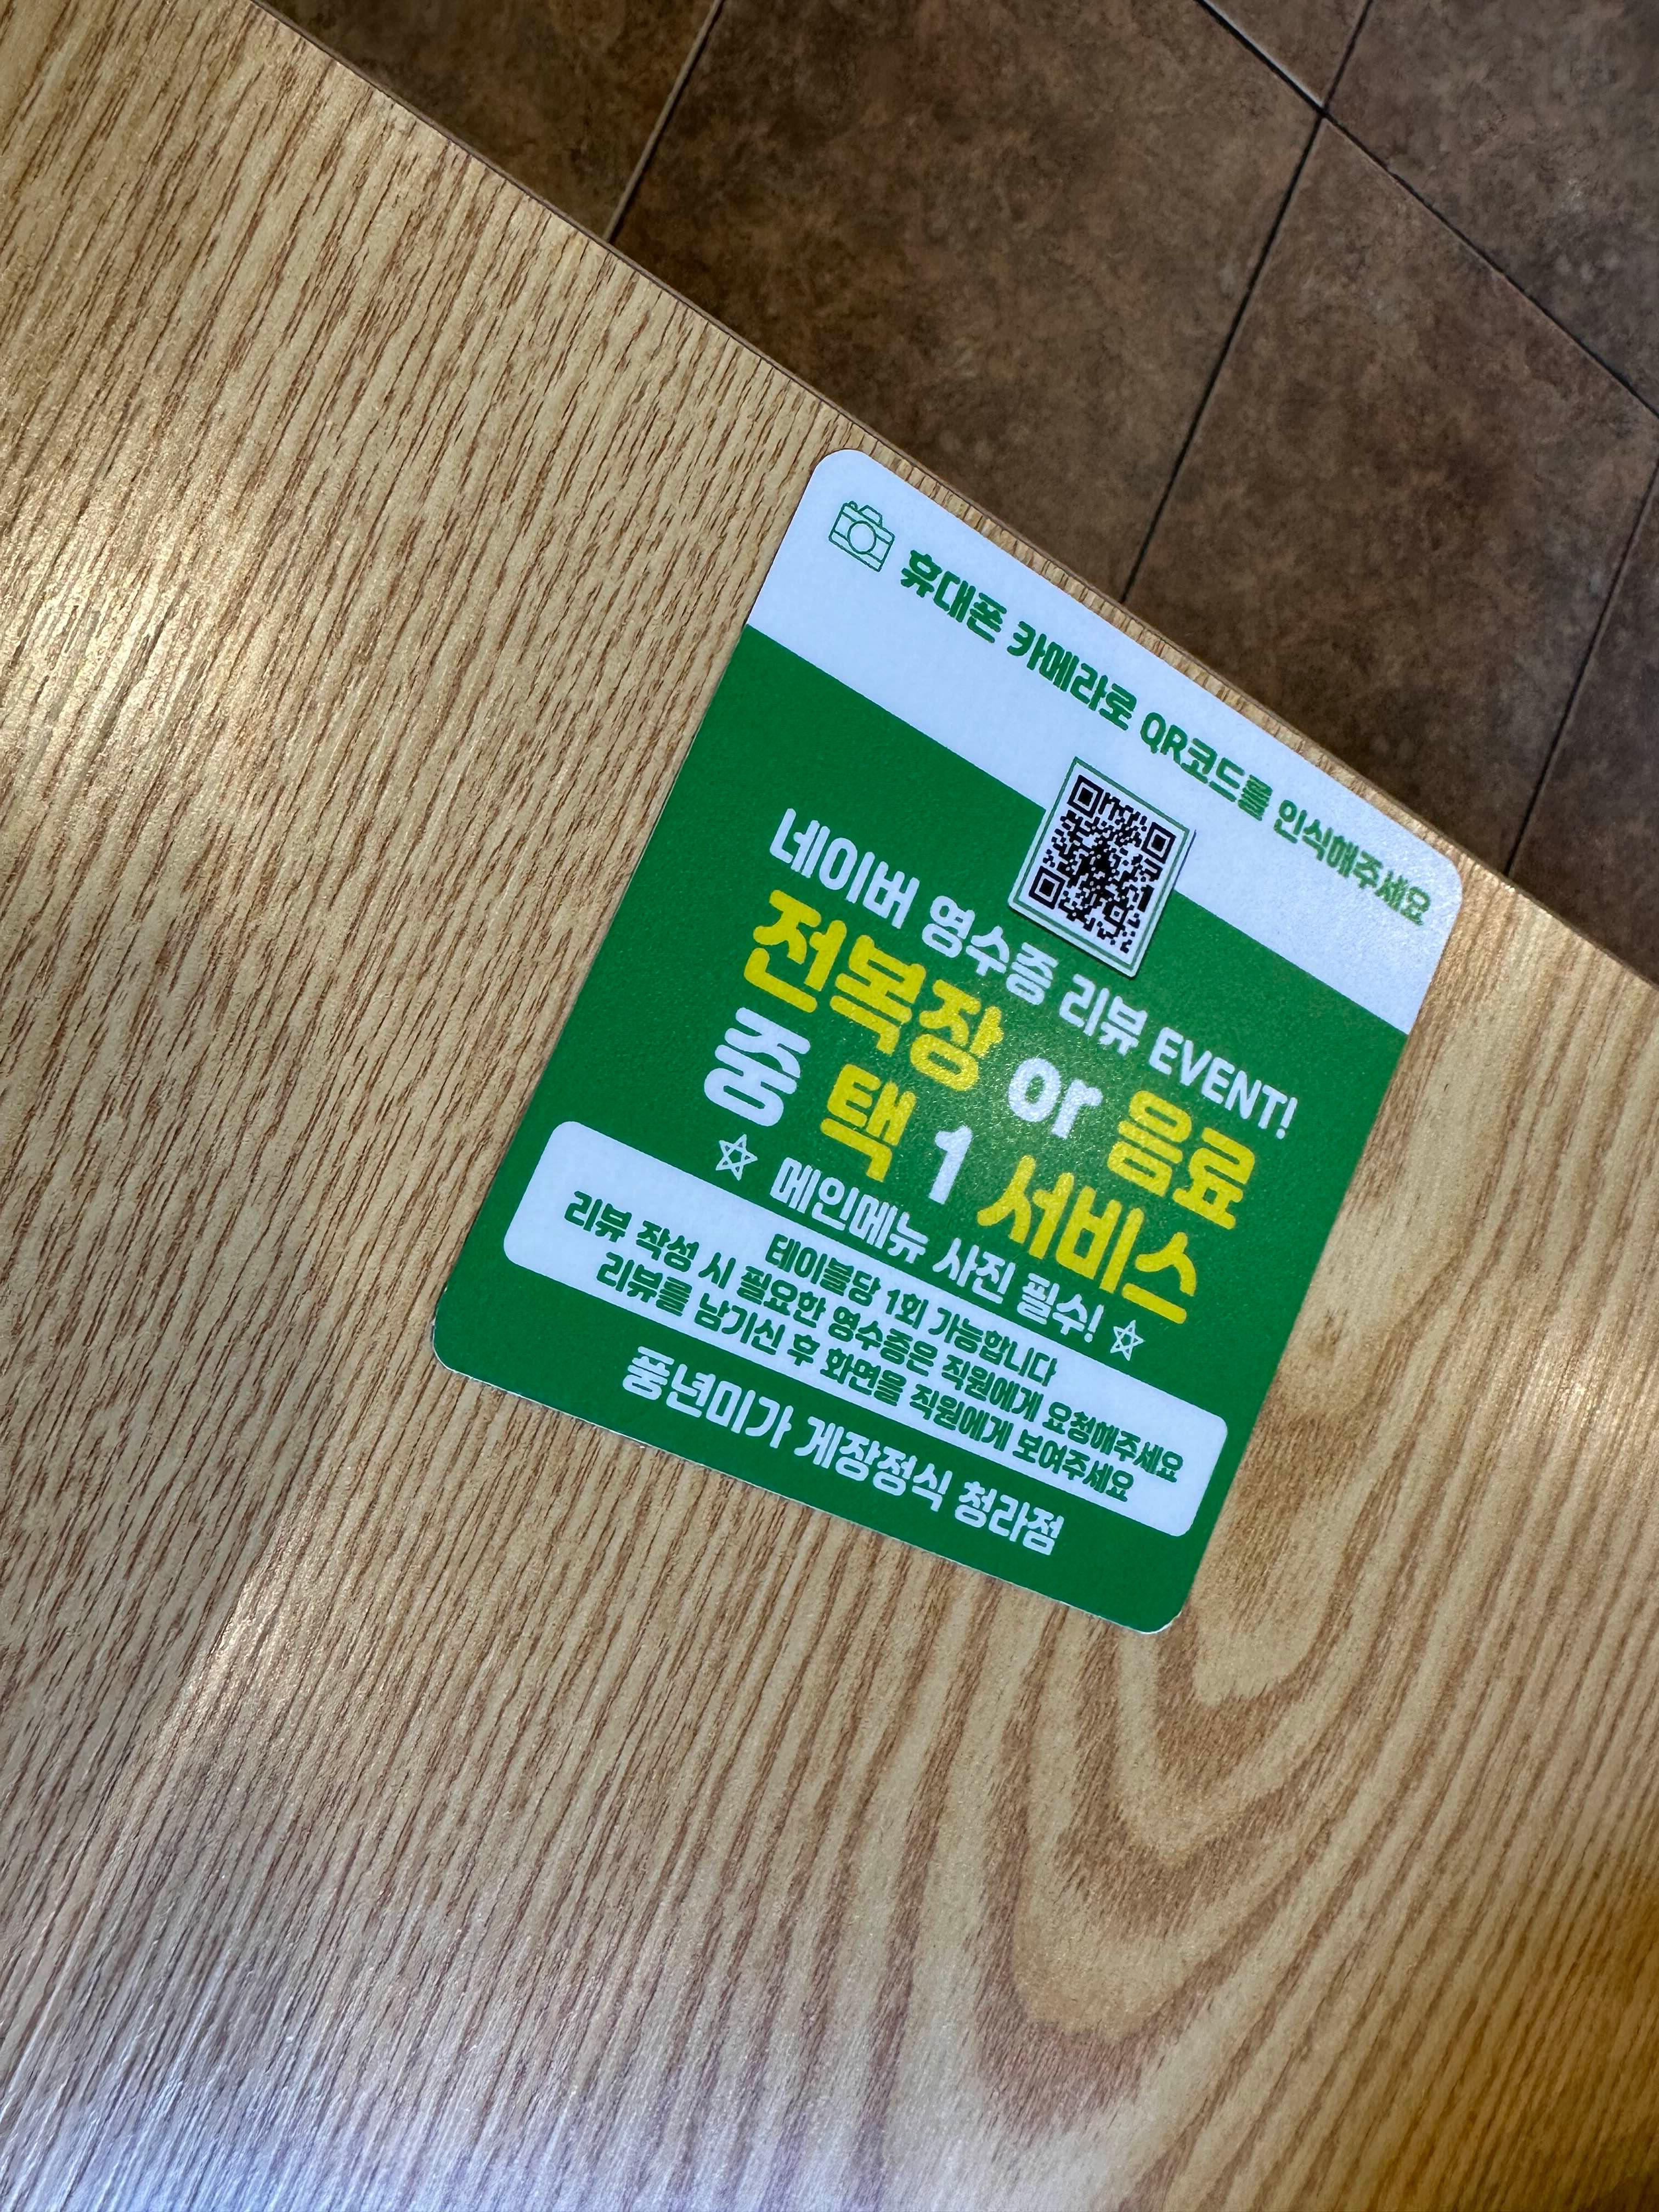 휴대폰 카메라로 QR코드를 인식해주세요
네이버 영수증 리뷰 EVENT!
전복장 or 음료
중 택 1 서비스
메인메뉴 사진 필수!
테이블당 1회 가능합니다
리뷰 작성 시 필요한 영수증은 직원에게 요청해주세요
리뷰를 남기신 후 화면을 직원에게 보여주세요
풍년미가 게장정식 청라점